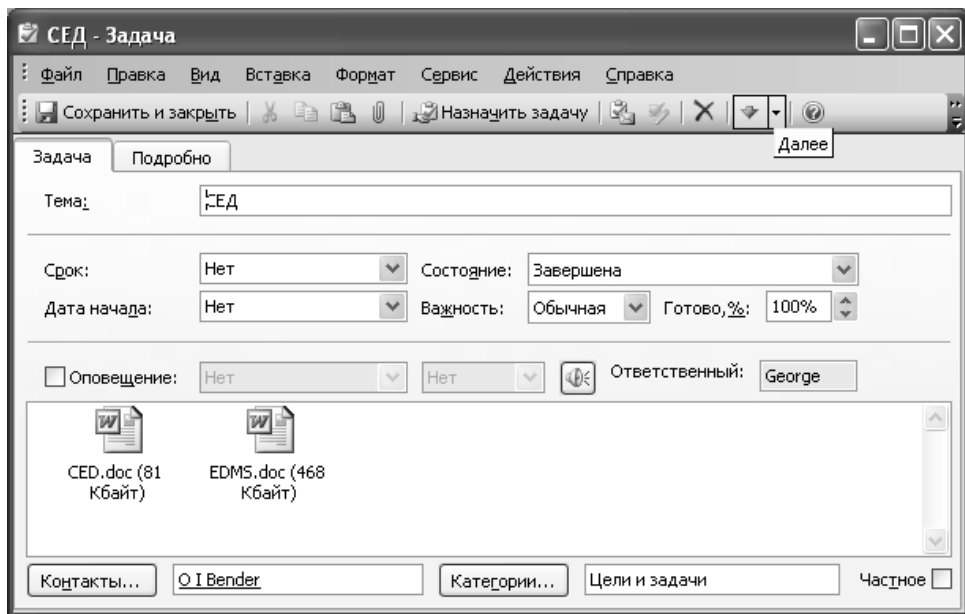 СЕД - Задача
Файл Правка Вид Вставка Формат Сервис Действия Справка
Сохранить и закрыть Назначить задачу
Далее
Задача Подробно
Тема: СЕД
Срок: Нет Состояние: Завершена
Дата начала: Нет Важность: Обычная Готово,%: 100%
Оповещение: Нет Нет Ответственный: George
CED.doc (81 Кбайт)
EDMS.doc (468 Кбайт)
Контакты... O I Bender Категории... Цели и задачи Частное